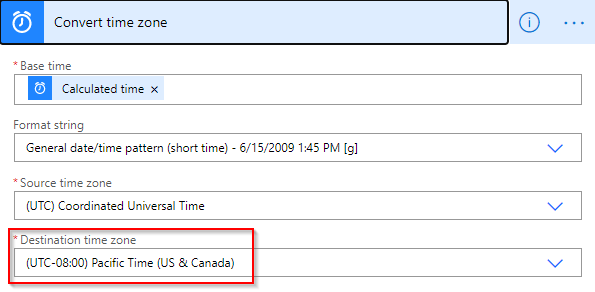 Convert time zone
* Base time
Calculated time ×
Format string
General date/time pattern (short time) - 6/15/2009 1:45 PM [g]
* Source time zone
(UTC) Coordinated Universal Time
* Destination time zone
(UTC-08:00) Pacific Time (US & Canada)